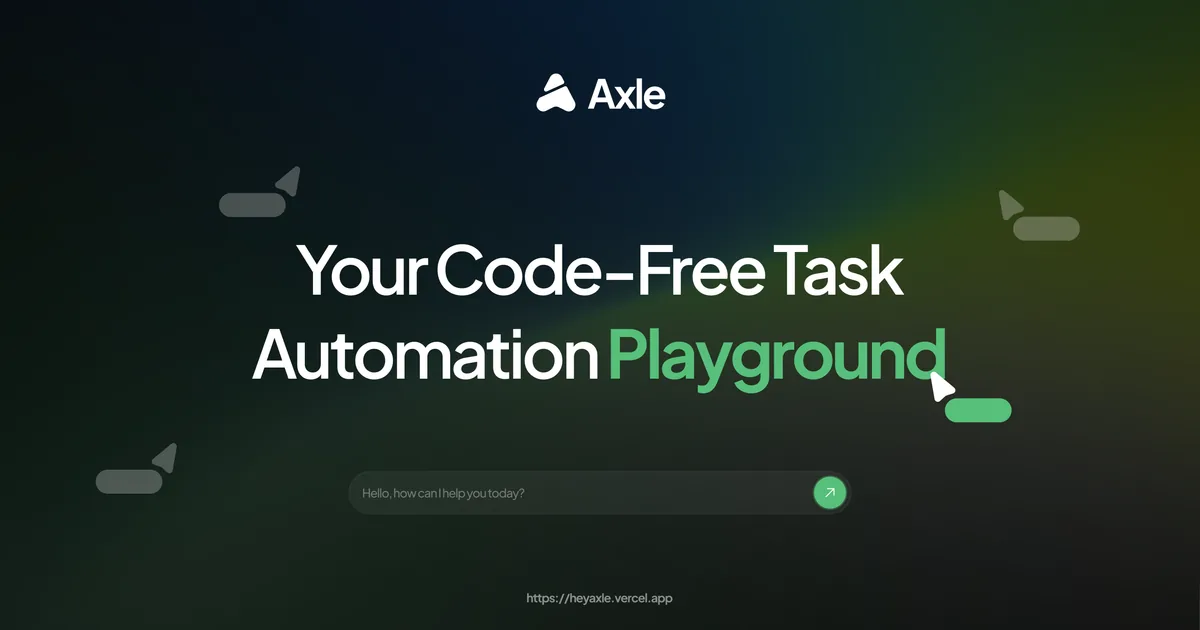 Axle
Your Code-Free Task
Automation Playground
Hello, how can I help you today?
https://heyaxle.vercel.app